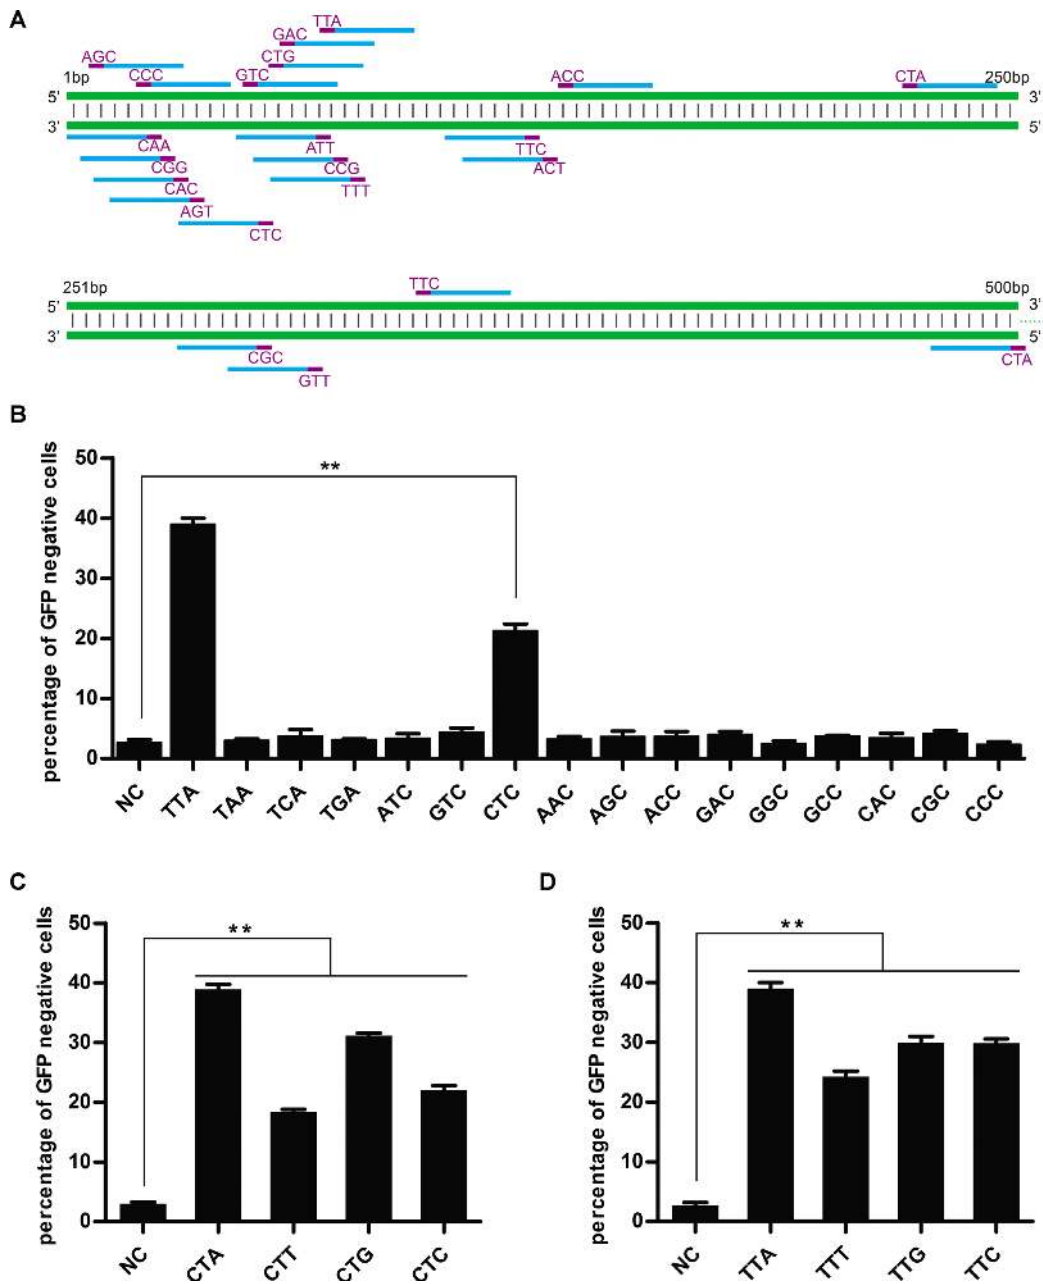 A
TTA
GAC
AGC
CTG
CCC
GTC
ACC
CTA
1bp
250bp
5'
3'
3'
5'
CAA
ATT
TTC
CGG
CCG
ACT
CAC
TTT
AGT
CTC
TTC
251bp
500bp
5'
3'
3'
5'
CGC
CTA
GTT
B
percentage of GFP negative cells
50
40
30
20
10
0
**
NC TTA TAA TCA TGA ATC GTC CTC AAC AGC ACC GAC GGC GCC CAC CGC CCC
C
percentage of GFP negative cells
50
40
30
20
10
0
**
NC CTA CTT CTG CTC
D
percentage of GFP negative cells
50
40
30
20
10
0
**
NC TTA TTT TTG TTC